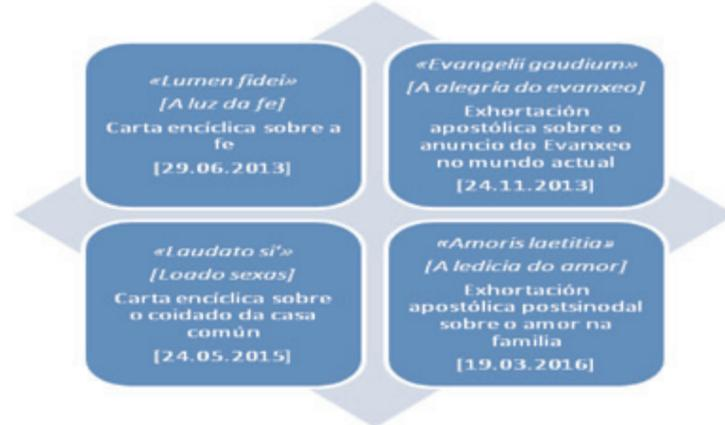 «Lumen fidei»
[A luz da fe]
Carta encíclica sobre a
fe
[29.06.2013]
«Evangelii gaudium»
[A alegría do evanxeo]
Exhortación
apostólica sobre o
anuncio do Evanxeo
no mundo actual
[24.11.2013]
«Laudato si'»
[Loado sexas]
Carta encíclica sobre
o coidado da casa
común
[24.05.2015]
«Amoris laetitia»
[A ledicia do amor]
Exhortación
apostólica postsinodal
sobre o amor na
familia
[19.03.2016]